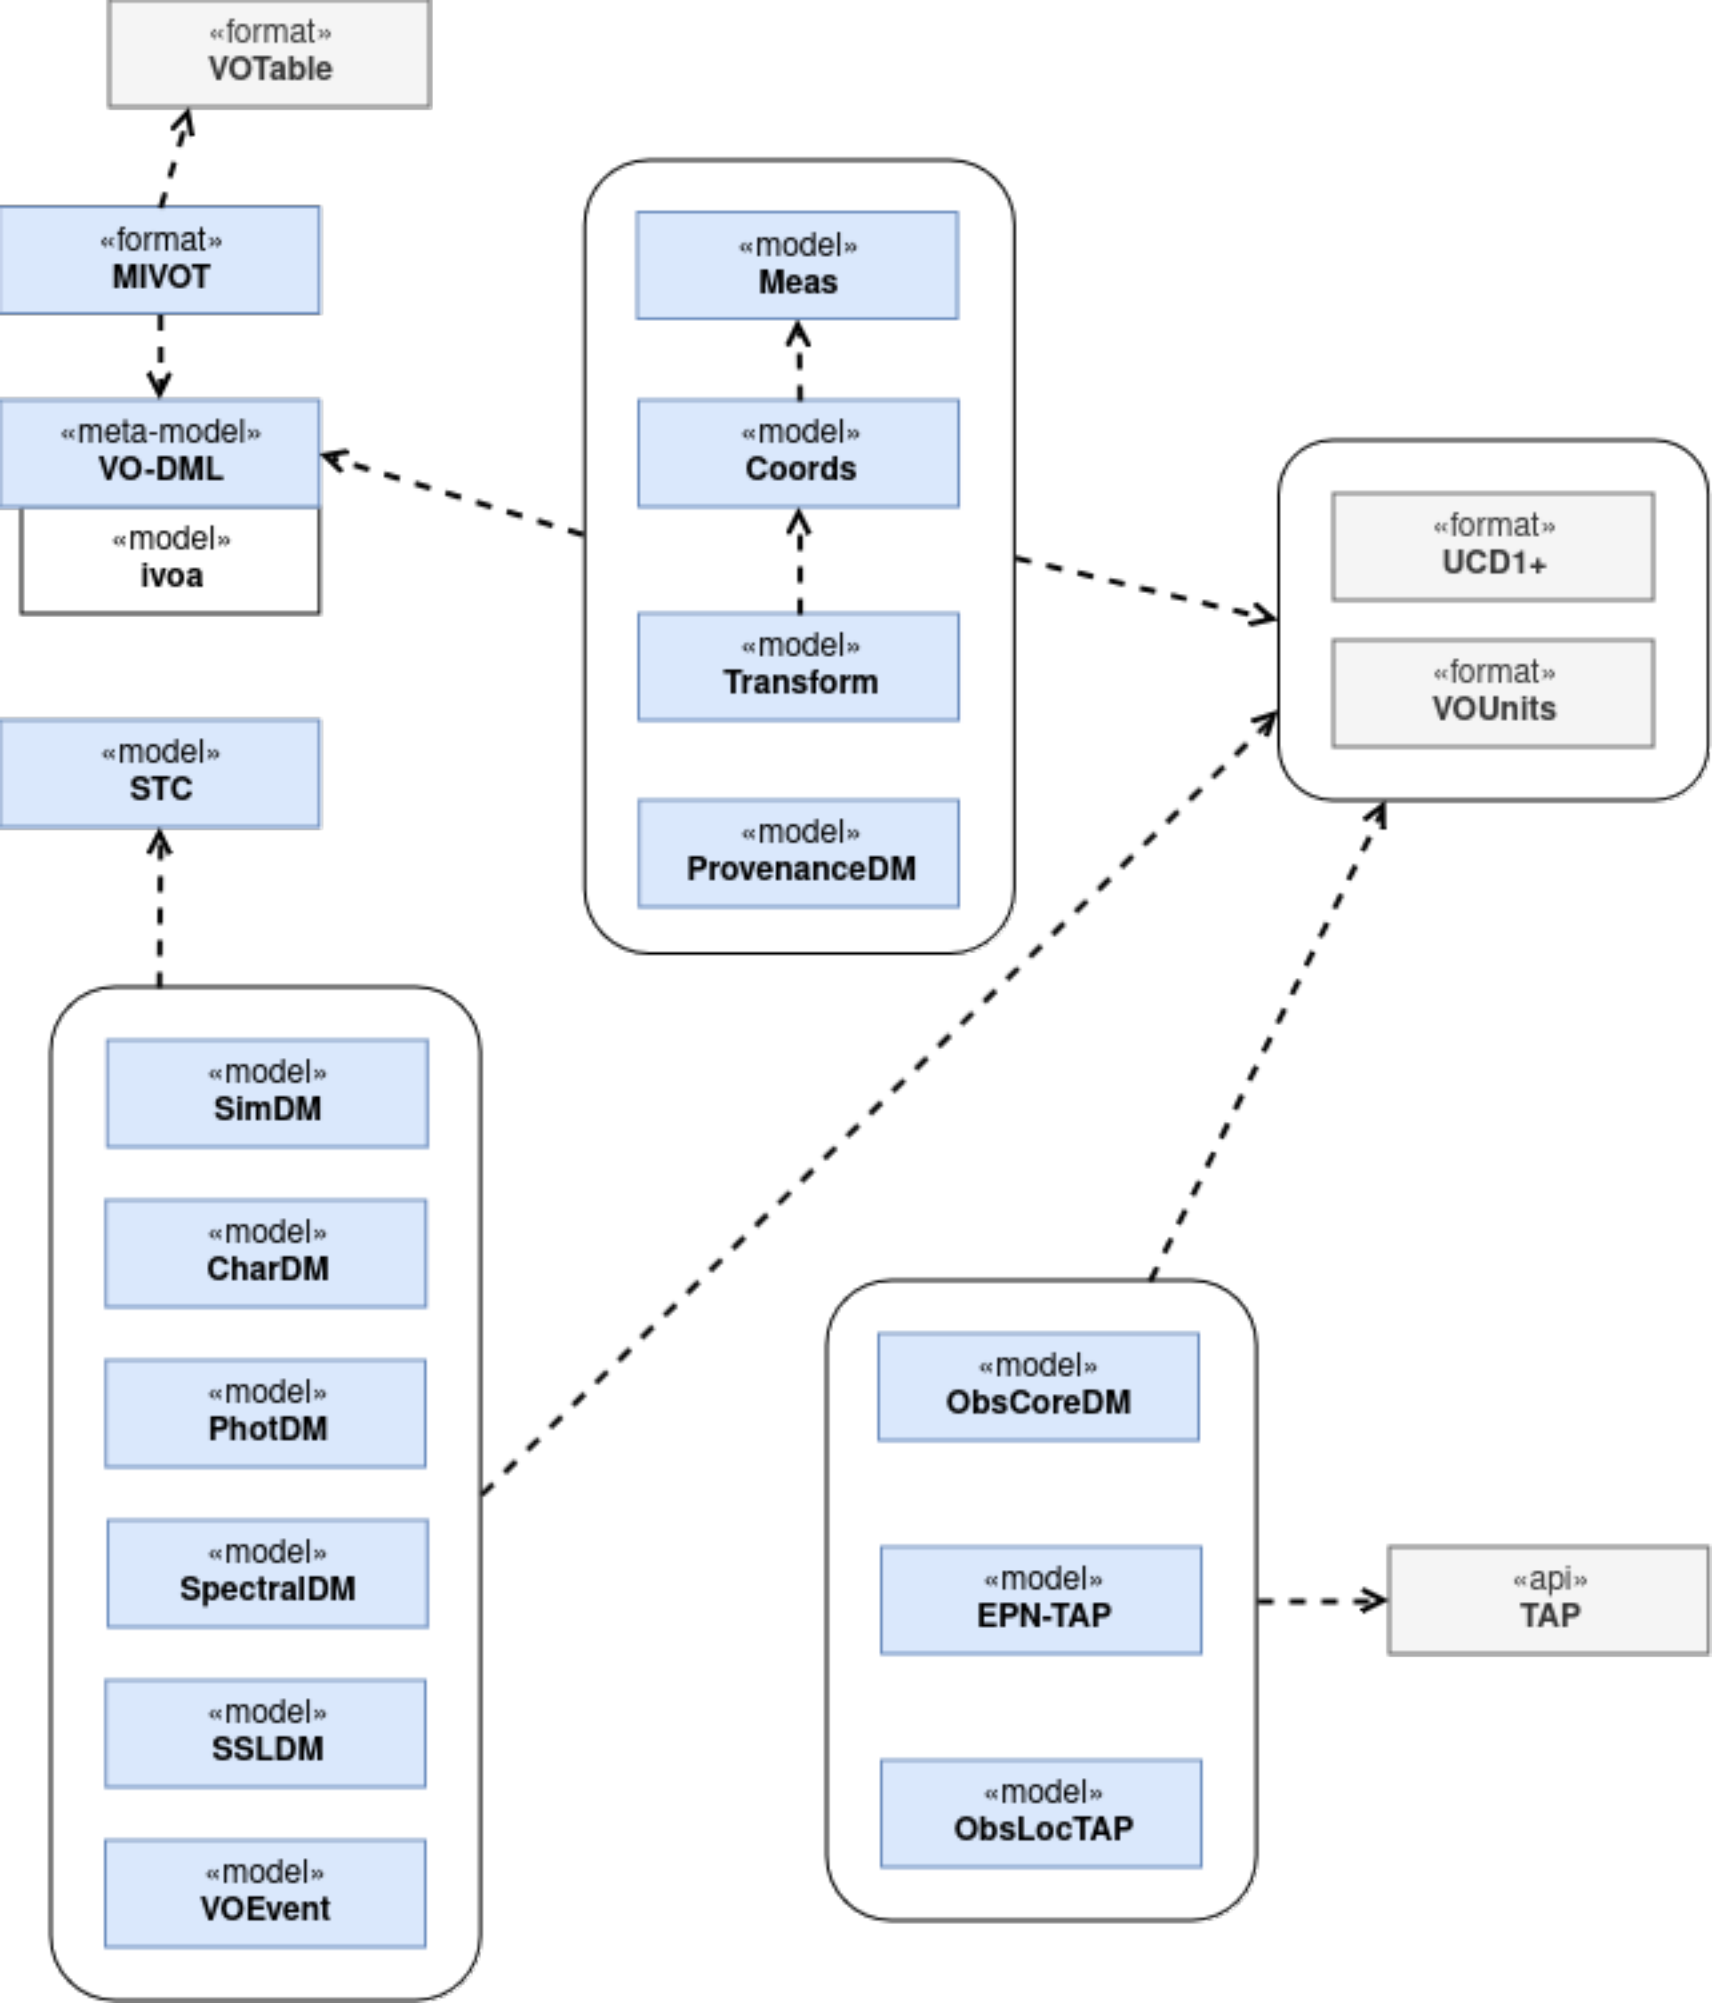 «format»
VOTable
«format»
MIVOT
«meta-model»
VO-DML
«model»
ivoa
«model»
STC
«model»
Meas
«model»
Coords
«model»
Transform
«model»
ProvenanceDM
«format»
UCD1+
«format»
VOUnits
«model»
SimDM
«model»
CharDM
«model»
PhotDM
«model»
SpectralDM
«model»
SSLDM
«model»
VOEvent
«model»
ObsCoreDM
«model»
EPN-TAP
«model»
ObsLocTAP
«api»
TAP